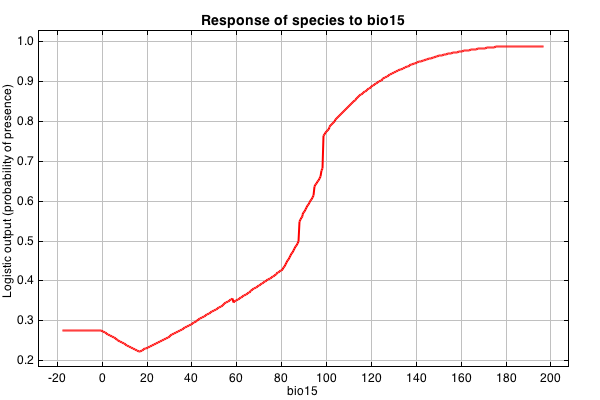 Response of species to bio15
Logistic output (probability of presence)
1.0
0.9
0.8
0.7
0.6
0.5
0.4
0.3
0.2
-20 0 20 40 60 80 100 120 140 160 180 200
bio15